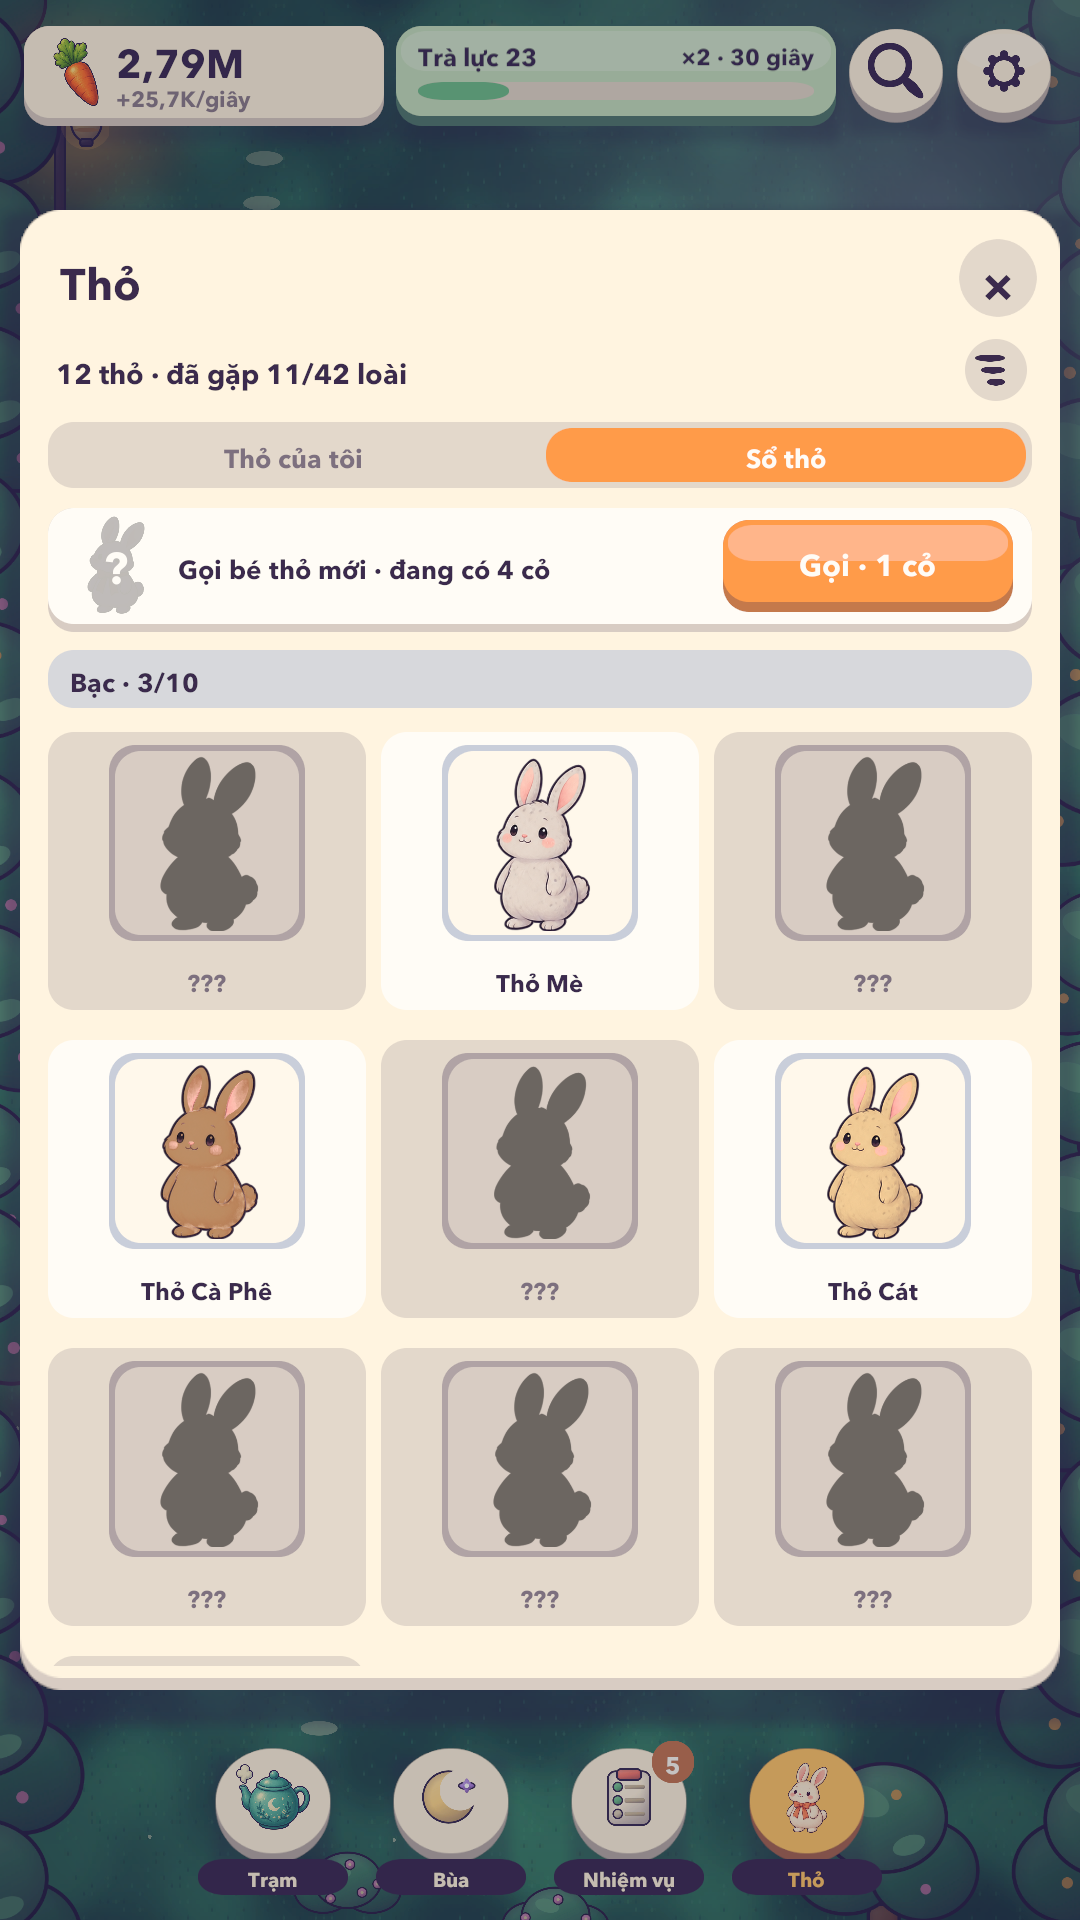 2,79M
+25,7K/giây
Trà lực 23
×2 · 30 giây
Thỏ
12 thỏ · đã gặp 11/42 loài
Thỏ của tôi
Sổ thỏ
?
Gọi bé thỏ mới · đang có 4 cỏ
Gọi · 1 cỏ
Bạc · 3/10
???
Thỏ Mè
???
Thỏ Cà Phê
???
Thỏ Cát
???
???
???
5
Trạm
Bùa
Nhiệm vụ
Thỏ